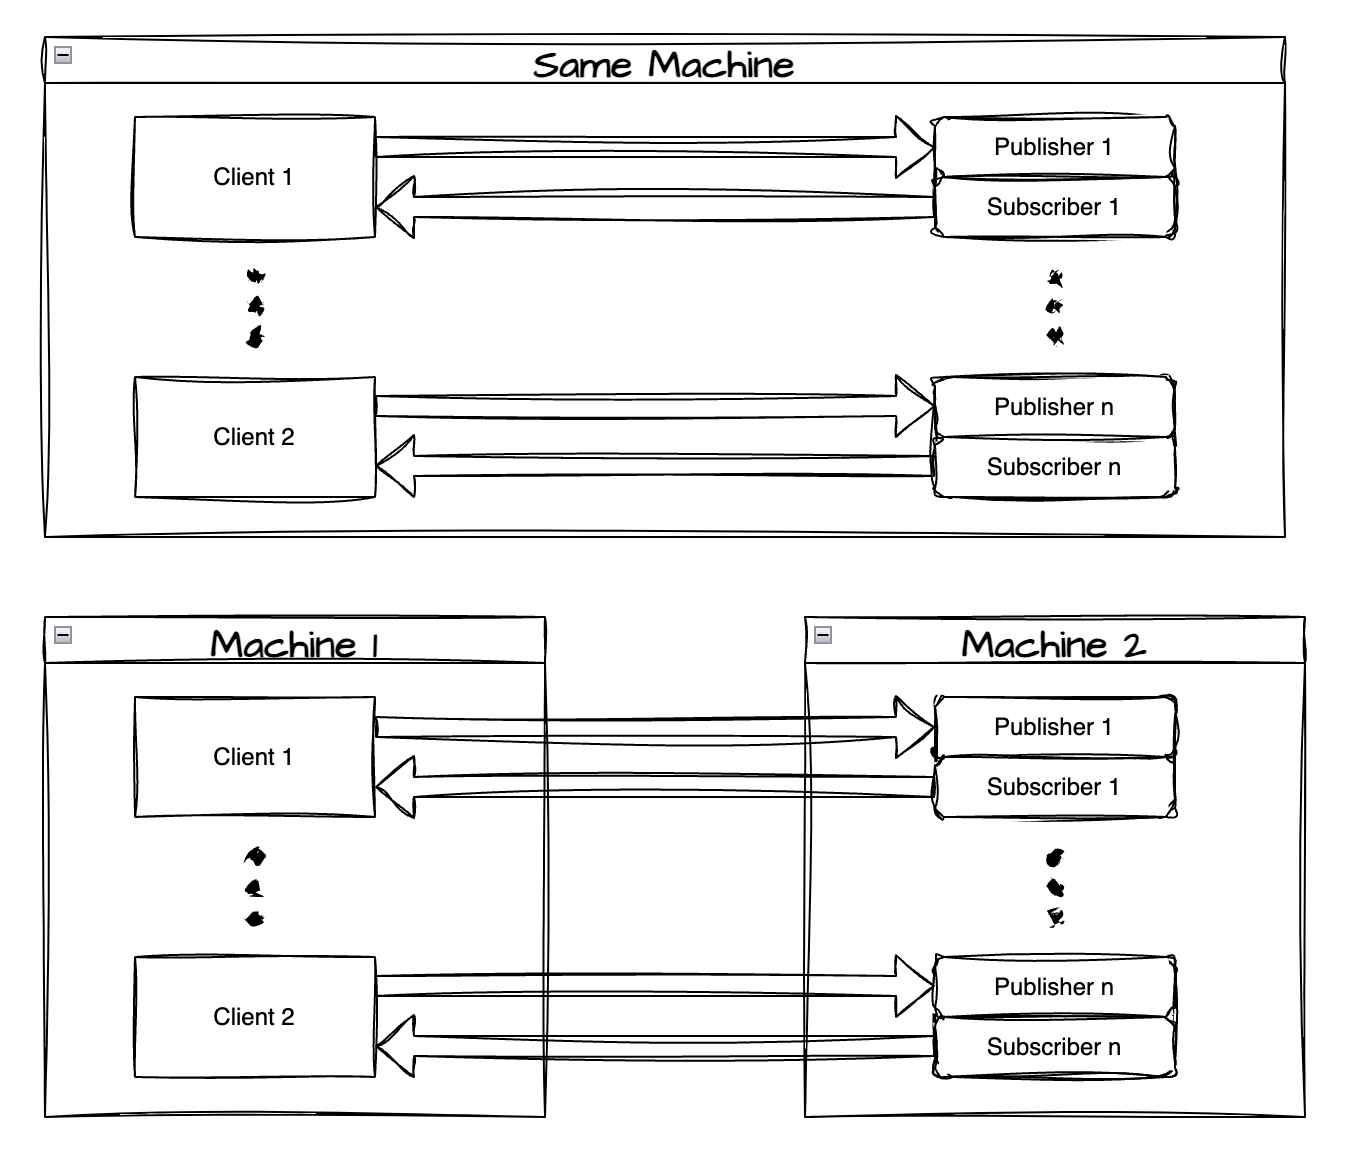 Same Machine
Client 1
Publisher 1
Subscriber 1
Client 2
Publisher n
Subscriber n
Machine 1
Machine 2
Client 1
Publisher 1
Subscriber 1
Client 2
Publisher n
Subscriber n